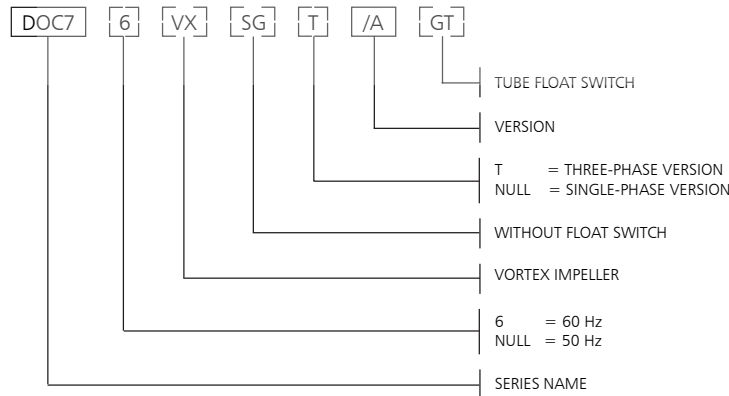 DOC7 6 VX SG T /A GT
TUBE FLOAT SWITCH
VERSION
T = THREE-PHASE VERSION
NULL = SINGLE-PHASE VERSION
WITHOUT FLOAT SWITCH
VORTEX IMPELLER
6 = 60 Hz
NULL = 50 Hz
SERIES NAME